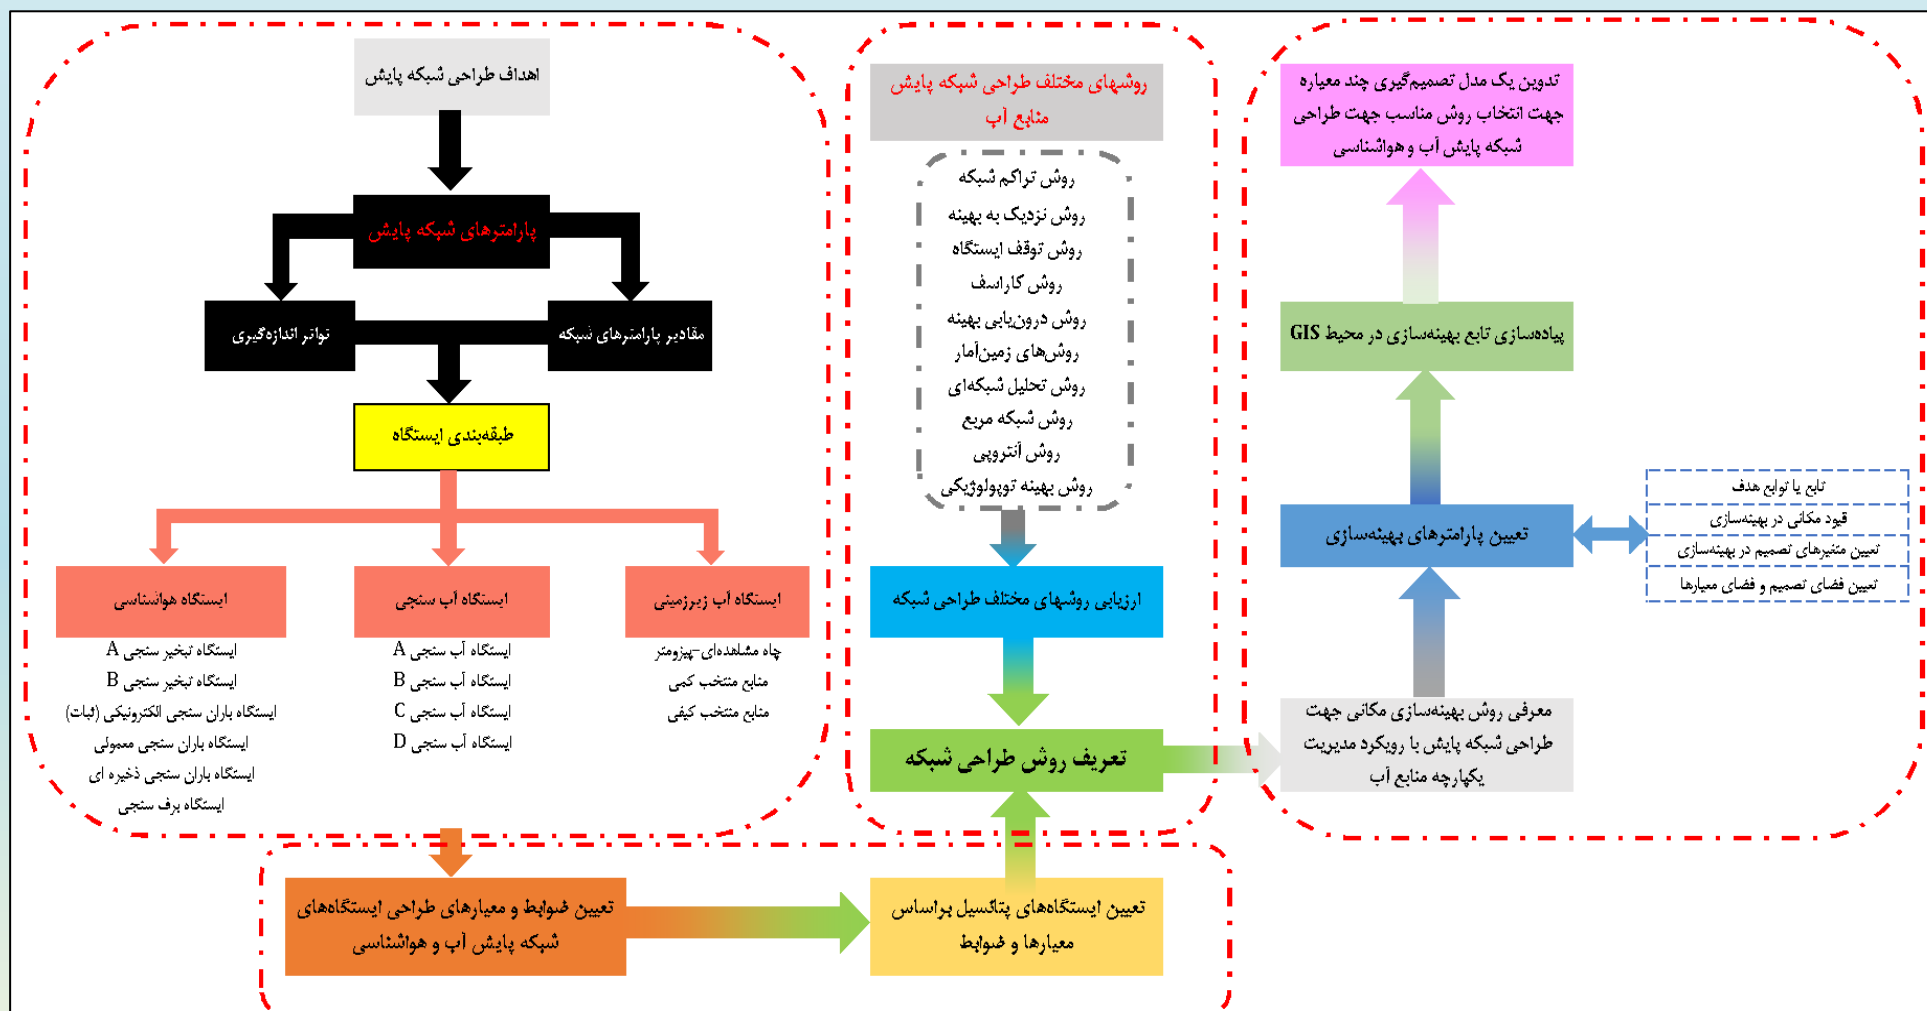 اهداف طراحی شبکه پایش
پارامترهای شبکه پایش
تواتر اندازه‌گیری
مقادیر پارامترهای شبکه
طبقه‌بندی ایستگاه
ایستگاه هواشناسی
ایستگاه تبخیر سنجی A
ایستگاه تبخیر سنجی B
ایستگاه باران سنجی الکترونیکی (ثبات)
ایستگاه باران سنجی معمولی
ایستگاه باران سنجی ذخیره ای
ایستگاه برف سنجی
ایستگاه آب سنجی
ایستگاه آب سنجی A
ایستگاه آب سنجی B
ایستگاه آب سنجی C
ایستگاه آب سنجی D
ایستگاه آب زیرزمینی
چاه مشاهده‌ای-پیزومتر
منابع منتخب کمی
منابع منتخب کیفی
تعیین ضوابط و معیارهای طراحی ایستگاه‌های
شبکه پایش آب و هواشناسی
تعیین ایستگاه‌های پتانسیل براساس
معیارها و ضوابط
روشهای مختلف طراحی شبکه پایش
منابع آب
روش تراکم شبکه
روش نزدیک به بهینه
روش توقف ایستگاه
روش کاراسف
روش درون‌یابی بهینه
روش‌های زمین‌آمار
روش تحلیل شبکه‌ای
روش شبکه مربع
روش آنتروپی
روش بهینه توپولوژیکی
ارزیابی روشهای مختلف طراحی شبکه
تعریف روش طراحی شبکه
معرفی روش بهینه‌سازی مکانی جهت
طراحی شبکه پایش با رویکرد مدیریت
یکپارچه منابع آب
تعیین پارامترهای بهینه‌سازی
تابع یا توابع هدف
قیود مکانی در بهینه‌سازی
تعیین متغیرهای تصمیم در بهینه‌سازی
تعیین فضای تصمیم و فضای معیارها
پیاده‌سازی تابع بهینه‌سازی در محیط GIS
تدوین یک مدل تصمیم‌گیری چند معیاره
جهت انتخاب روش مناسب جهت طراحی
شبکه پایش آب و هواشناسی